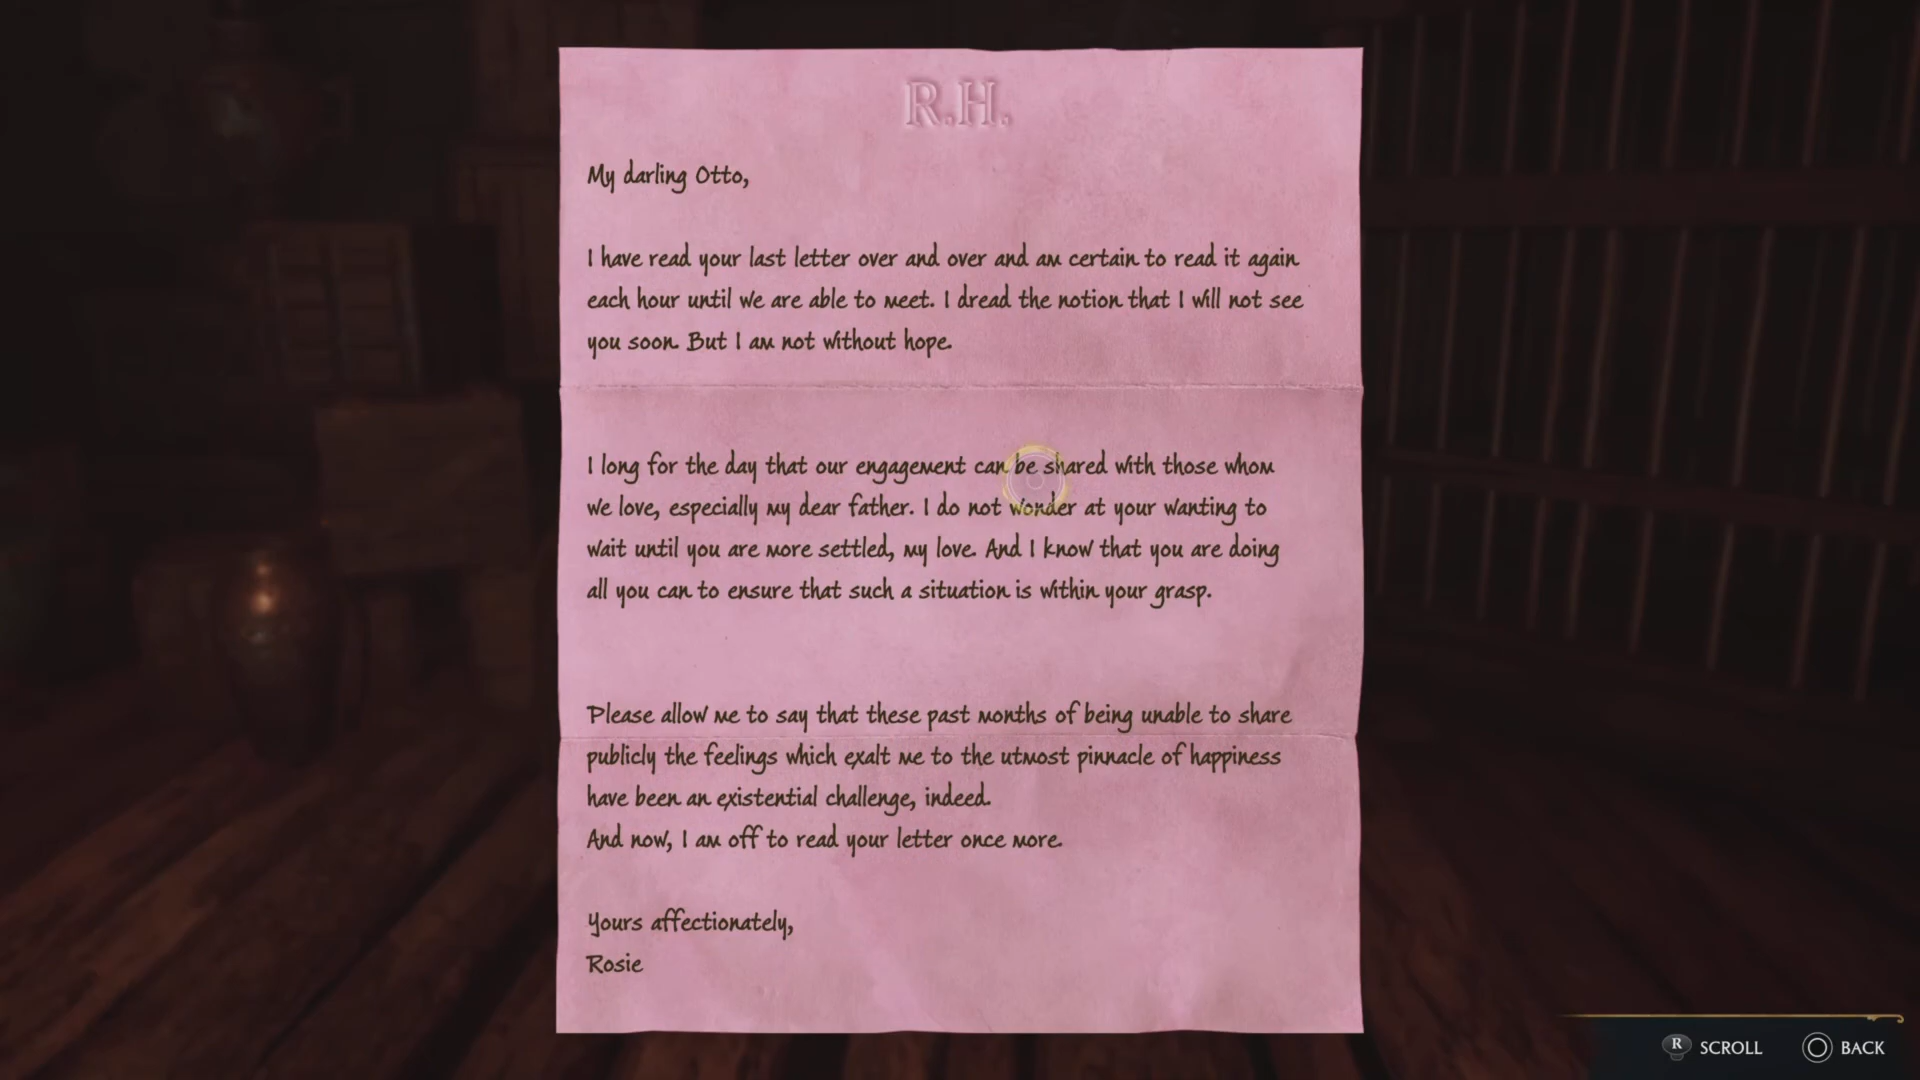 R.H.
My darling Otto,
I have read your last letter over and over and am certain to read it again
each hour until we are able to meet. I dread the notion that I will not see
you soon. But I am not without hope.
I long for the day that our engagement can be shared with those whom
we love, especially my dear father. I do not wonder at your wanting to
wait until you are more settled, my love. And I know that you are doing
all you can to ensure that such a situation is within your grasp.
Please allow me to say that these past months of being unable to share
publicly the feelings which exalt me to the utmost pinnacle of happiness
have been an existential challenge, indeed.
And now, I am off to read your letter once more.
Yours affectionately,
Rosie
R SCROLL BACK